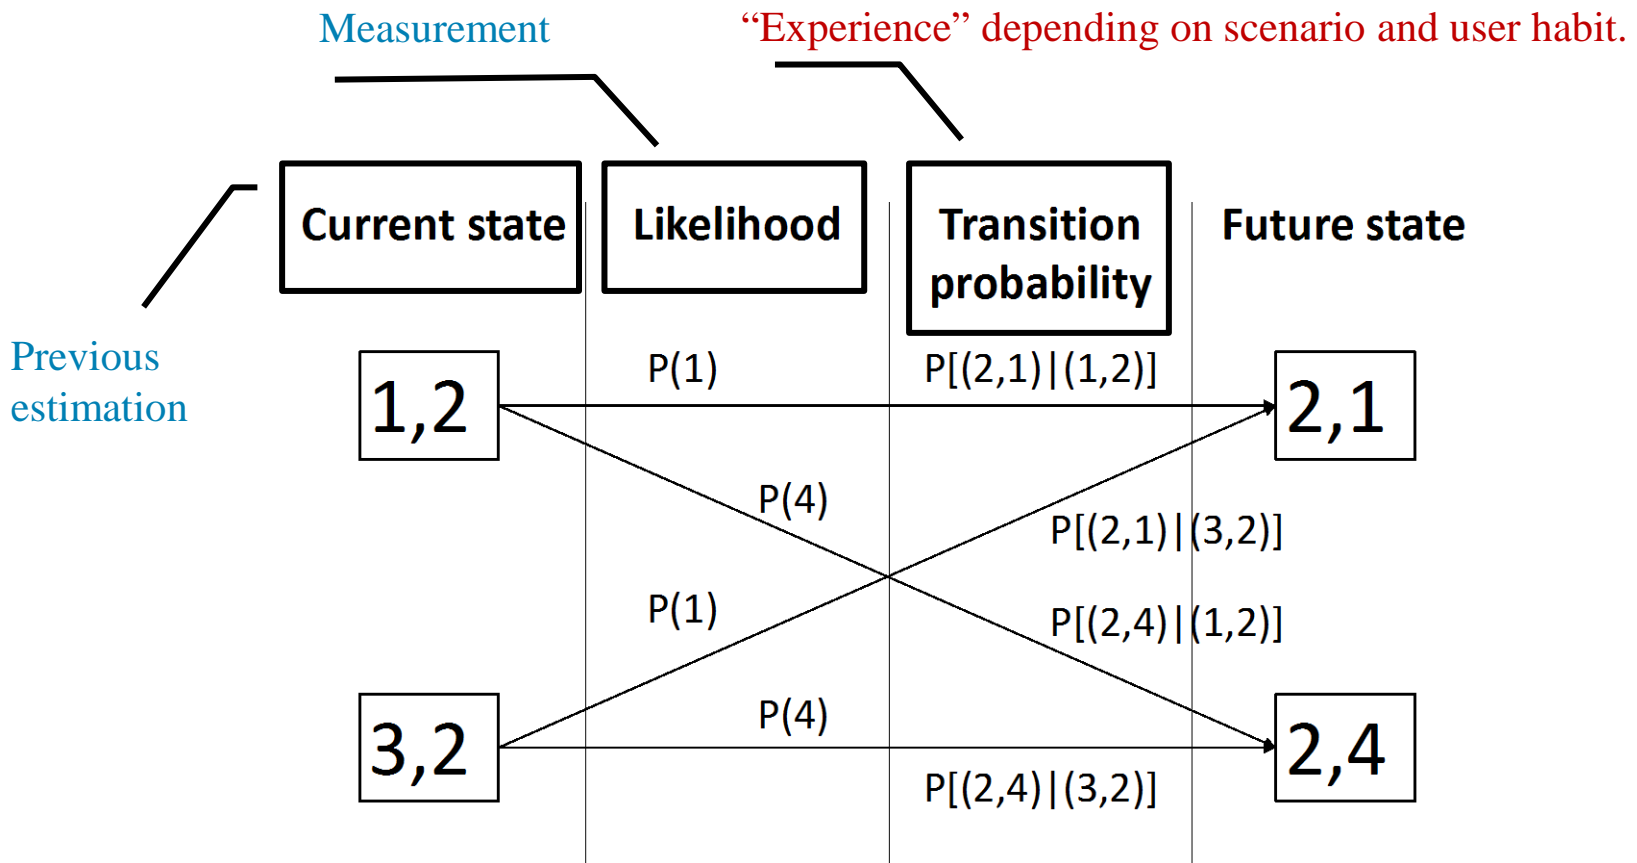 Measurement
“Experience” depending on scenario and user habit.
Current state
Likelihood
Transition
probability
Future state
Previous
estimation
1,2
P(1)
P[(2,1)|(1,2)]
2,1
P(4)
P[(2,1)|(3,2)]
P(1)
P[(2,4)|(1,2)]
3,2
P(4)
P[(2,4)|(3,2)]
2,4